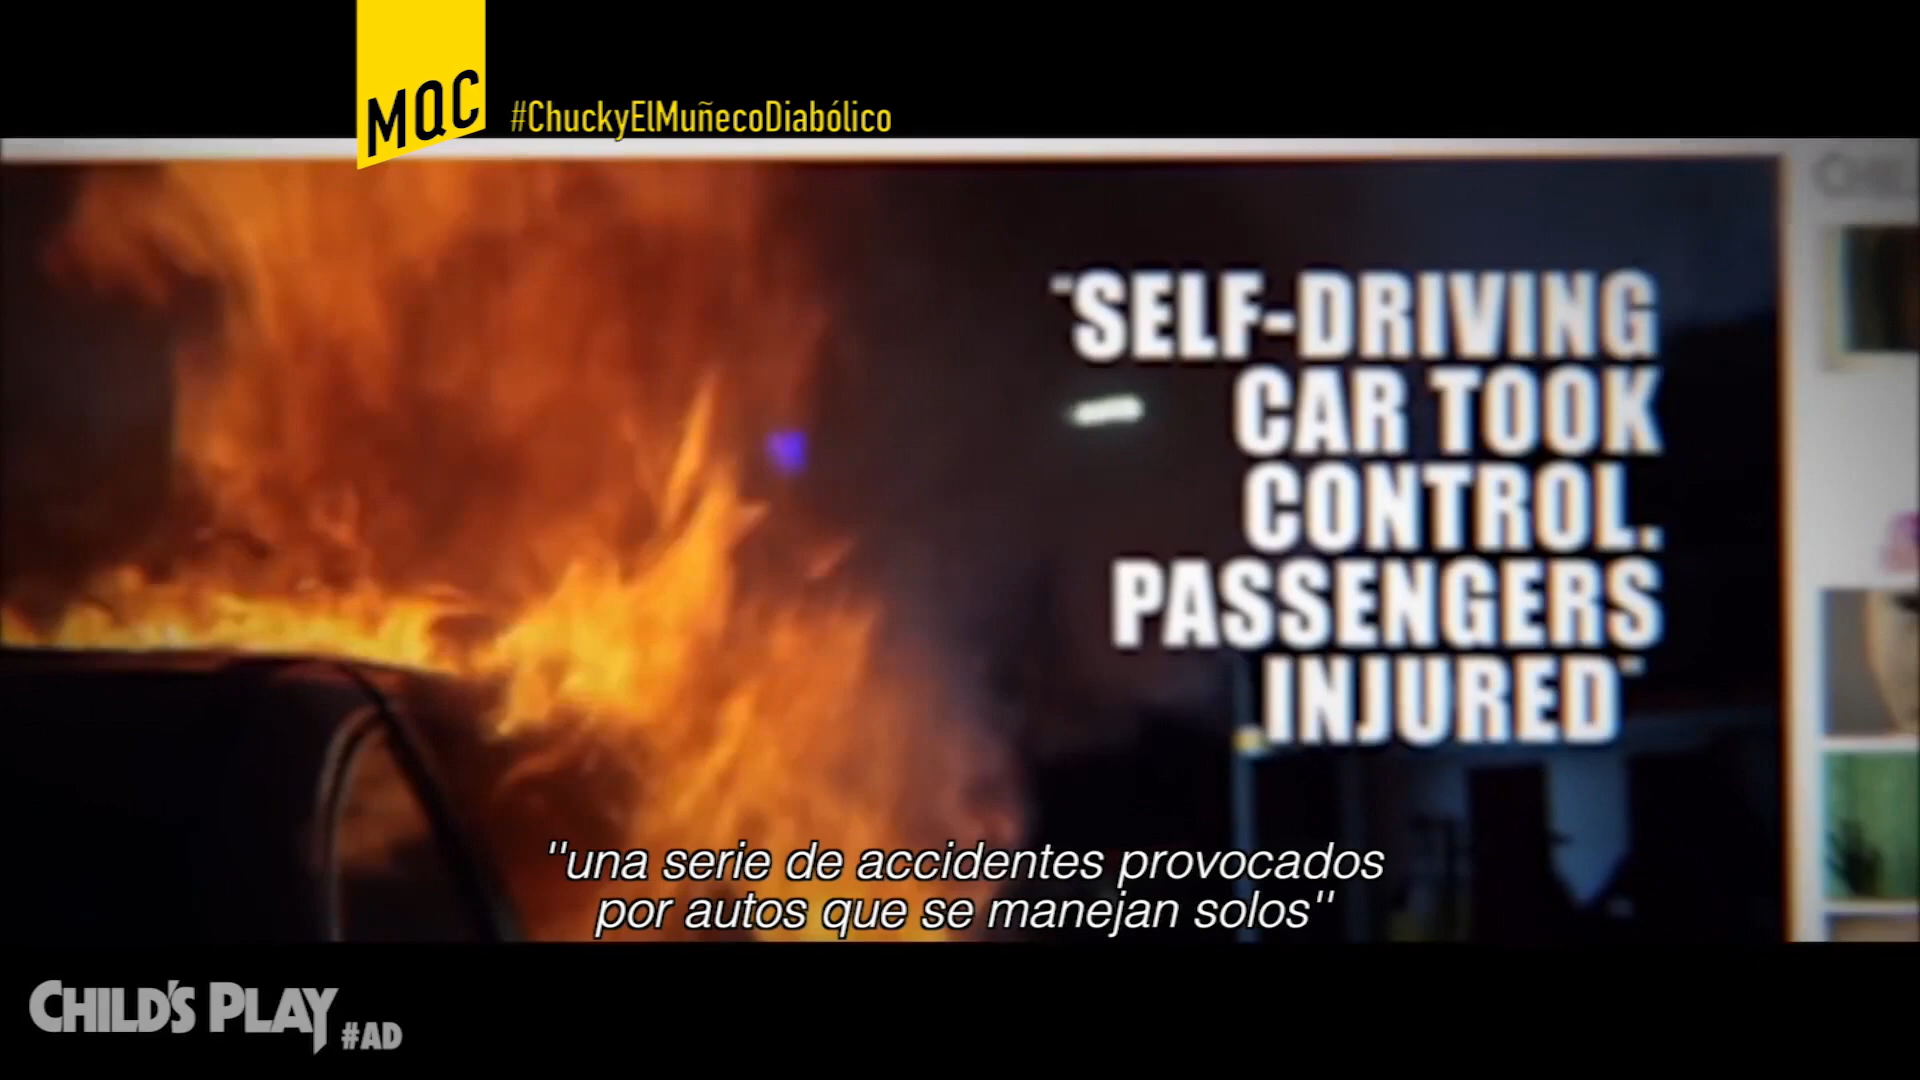 MQC
#ChuckyElMuñecoDiabólico
"SELF-DRIVING
CAR TOOK
CONTROL.
PASSENGERS
INJURED"
"una serie de accidentes provocados
por autos que se manejan solos"
CHILD'S PLAY
#AD